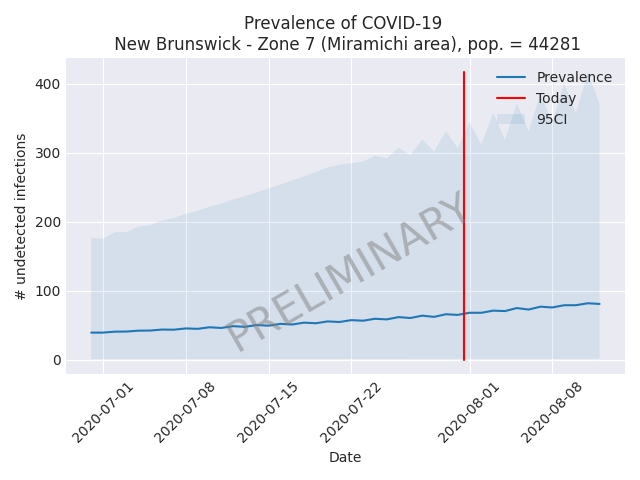 Prevalence of COVID-19
New Brunswick - Zone 7 (Miramichi area), pop. = 44281
Prevalence
Today
95CI
400
300
200
100
0
# undetected infections
PRELIMINARY
2020-07-01
2020-07-08
2020-07-15
2020-07-22
2020-08-01
2020-08-08
Date